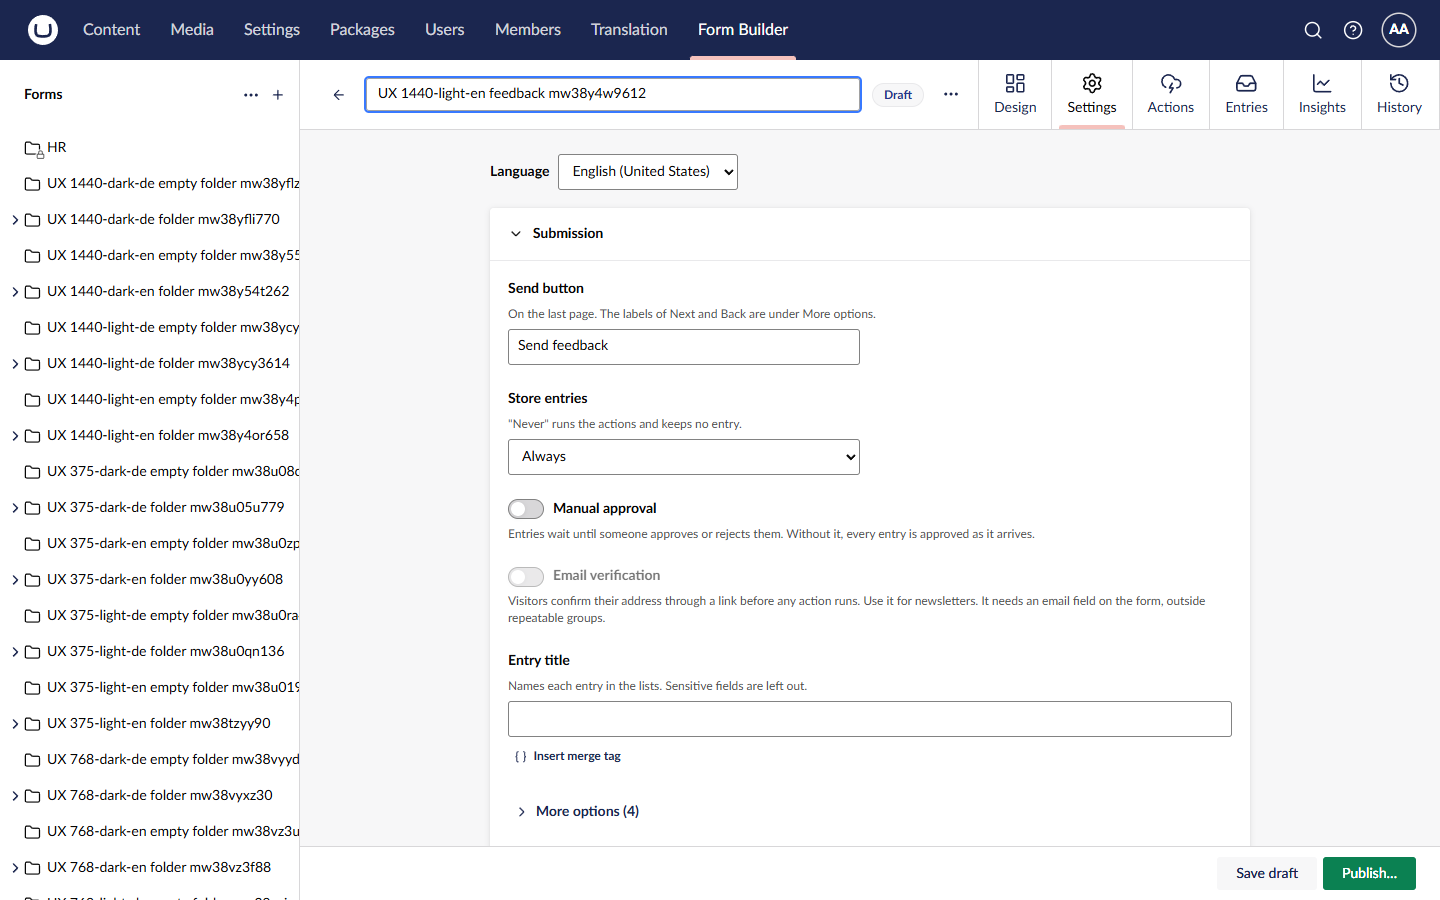 Content
Media
Settings
Packages
Users
Members
Translation
Form Builder
AA
Forms
HR
UX 1440-dark-de empty folder mw38yflz
UX 1440-dark-de folder mw38yfli770
UX 1440-dark-en empty folder mw38y55
UX 1440-dark-en folder mw38y54t262
UX 1440-light-de empty folder mw38ycy
UX 1440-light-de folder mw38ycy3614
UX 1440-light-en empty folder mw38y4p
UX 1440-light-en folder mw38y4or658
UX 375-dark-de empty folder mw38u08c
UX 375-dark-de folder mw38u05u779
UX 375-dark-en empty folder mw38u0zp
UX 375-dark-en folder mw38u0yy608
UX 375-light-de empty folder mw38u0ra
UX 375-light-de folder mw38u0qn136
UX 375-light-en empty folder mw38u019
UX 375-light-en folder mw38tzyy90
UX 768-dark-de empty folder mw38vyyd
UX 768-dark-de folder mw38vyxz30
UX 768-dark-en empty folder mw38vz3u
UX 768-dark-en folder mw38vz3f88
UX 1440-light-en feedback mw38y4w9612
Draft
Design
Settings
Actions
Entries
Insights
History
Language
English (United States)
Submission
Send button
On the last page. The labels of Next and Back are under More options.
Send feedback
Store entries
"Never" runs the actions and keeps no entry.
Always
Manual approval
Entries wait until someone approves or rejects them. Without it, every entry is approved as it arrives.
Email verification
Visitors confirm their address through a link before any action runs. Use it for newsletters. It needs an email field on the form, outside
repeatable groups.
Entry title
Names each entry in the lists. Sensitive fields are left out.
{ } Insert merge tag
More options (4)
Save draft
Publish...